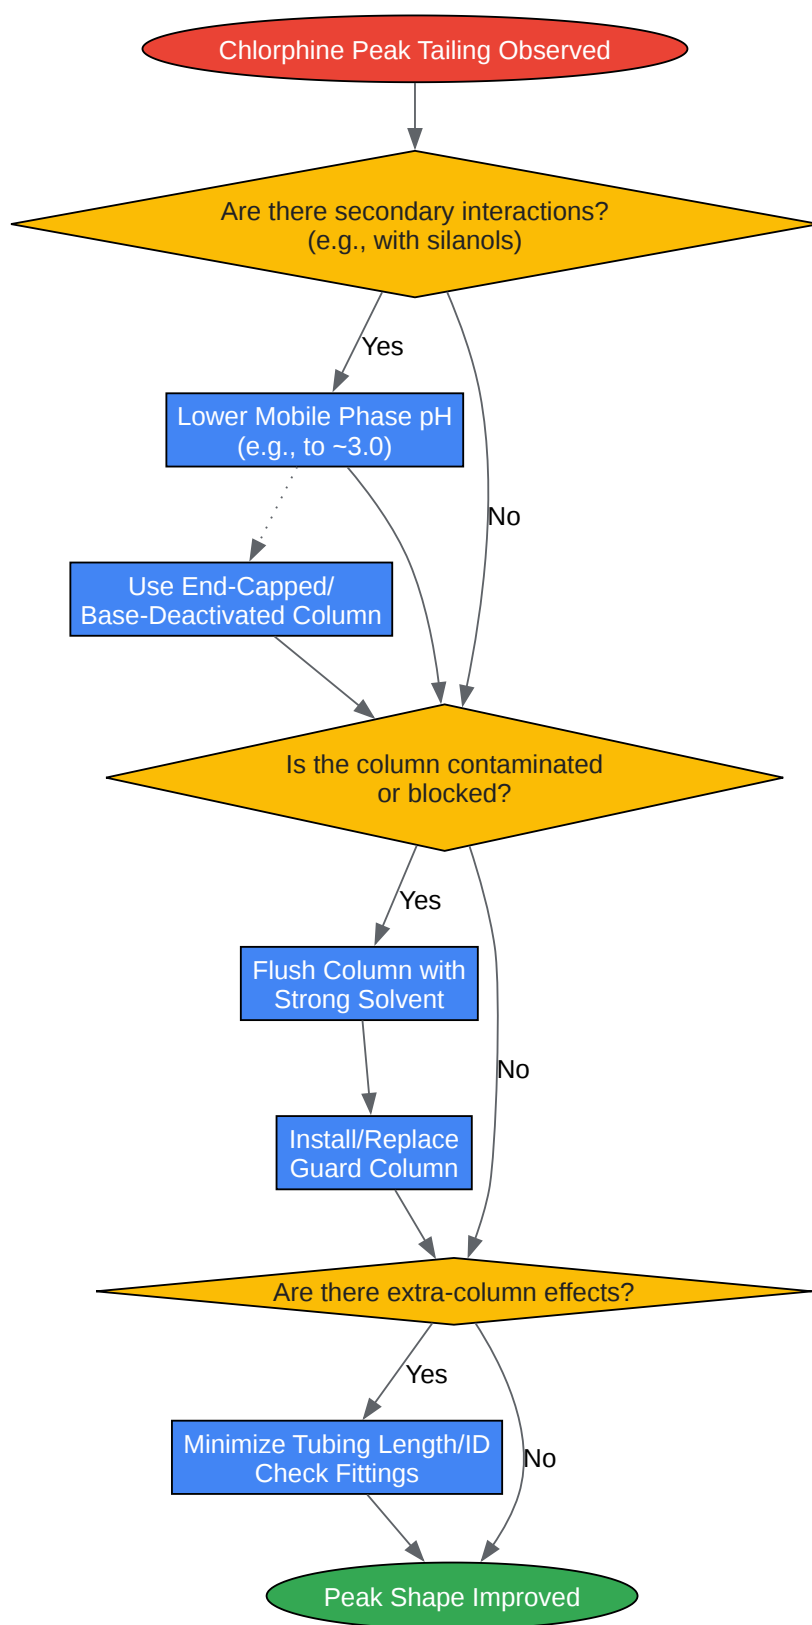 Chlorphine Peak Tailing Observed
Are there secondary interactions?
(e.g., with silanols)
Yes
Lower Mobile Phase pH
(e.g., to ~3.0)
No
Use End-Capped/
Base-Deactivated Column
Is the column contaminated
or blocked?
Yes
Flush Column with
Strong Solvent
No
Install/Replace
Guard Column
Are there extra-column effects?
Yes
Minimize Tubing Length/ID
Check Fittings
No
Peak Shape Improved